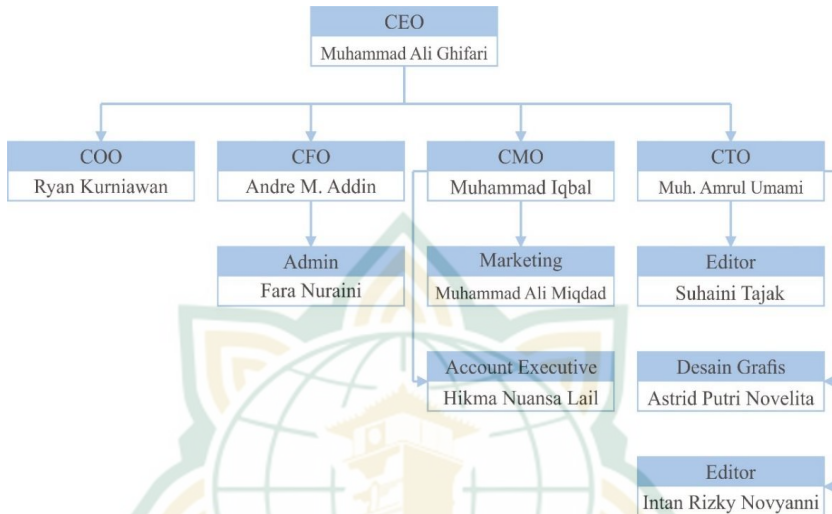 CEO
Muhammad Ali Ghifari
COO
Ryan Kurniawan
CFO
Andre M. Addin
CMO
Muhammad Iqbal
CTO
Muh. Amrul Umami
Admin
Fara Nuraini
Marketing
Muhammad Ali Miqdad
Editor
Suhaini Tajak
Account Executive
Hikma Nuansa Lail
Desain Grafis
Astrid Putri Novelita
Editor
Intan Rizky Novyanni